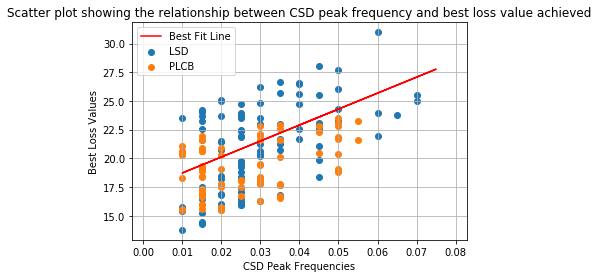 Scatter plot showing the relationship between CSD peak frequency and best loss value achieved
Best Fit Line
LSD
PLCB
Best Loss Values
30.0
27.5
25.0
22.5
20.0
17.5
15.0
0.00 0.01 0.02 0.03 0.04 0.05 0.06 0.07 0.08
CSD Peak Frequencies